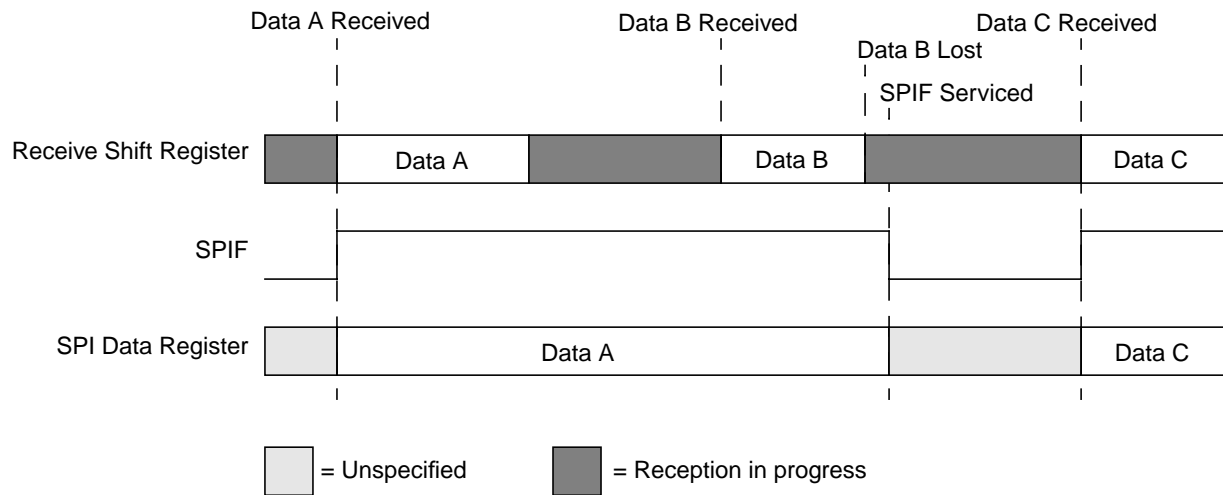 Data A Received
Data B Received
Data C Received
Data B Lost
SPIF Serviced
Receive Shift Register
Data A
Data B
Data C
SPIF
SPI Data Register
Data A
Data C
= Unspecified
= Reception in progress